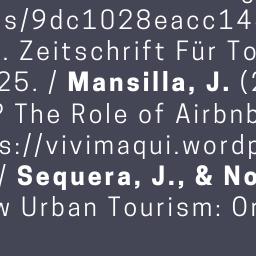 s/9dc1028eacc14
. Zeitschrift Für To
25. / Mansilla, J. (2
? The Role of Airbnb
s://vivimaqui.wordp
/ Sequera, J., & No
w Urban Tourism: Or